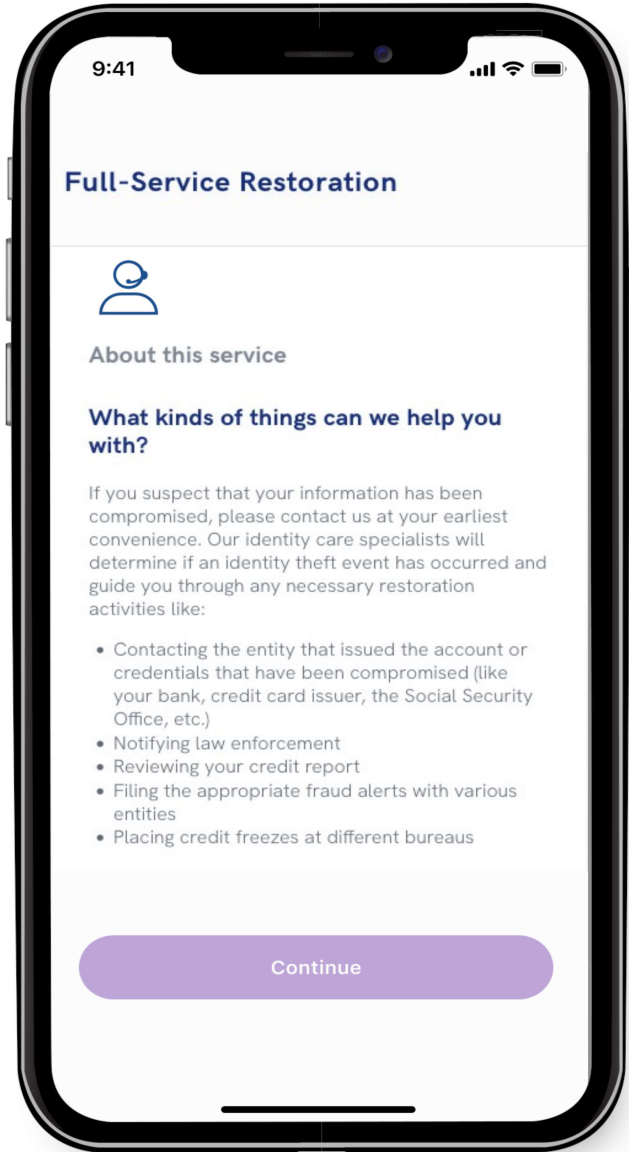 9:41
Full-Service Restoration
About this service
What kinds of things can we help you
with?
If you suspect that your information has been
compromised, please contact us at your earliest
convenience. Our identity care specialists will
determine if an identity theft event has occurred and
guide you through any necessary restoration
activities like:
• Contacting the entity that issued the account or
credentials that have been compromised (like
your bank, credit card issuer, the Social Security
Office, etc.)
• Notifying law enforcement
• Reviewing your credit report
• Filing the appropriate fraud alerts with various
entities
• Placing credit freezes at different bureaus
Continue